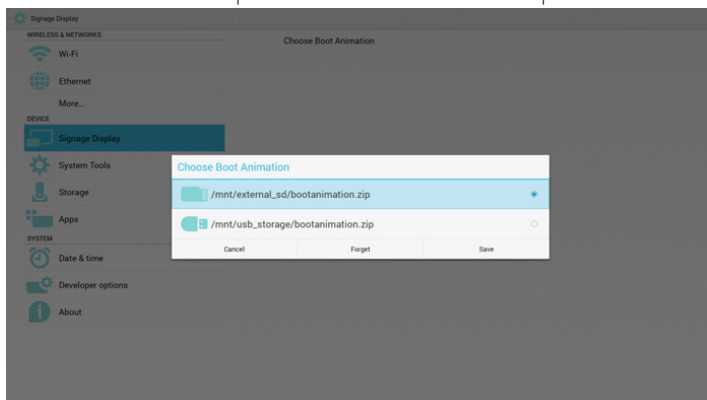 Signage Display
WIRELESS & NETWORKS
Wi-Fi
Ethernet
More...
DEVICE
Signage Display
System Tools
Storage
Apps
SYSTEM
Date & time
Developer options
About
Choose Boot Animation
Choose Boot Animation
/mnt/external_sd/bootanimation.zip
/mnt/usb_storage/bootanimation.zip
Cancel Forget Save